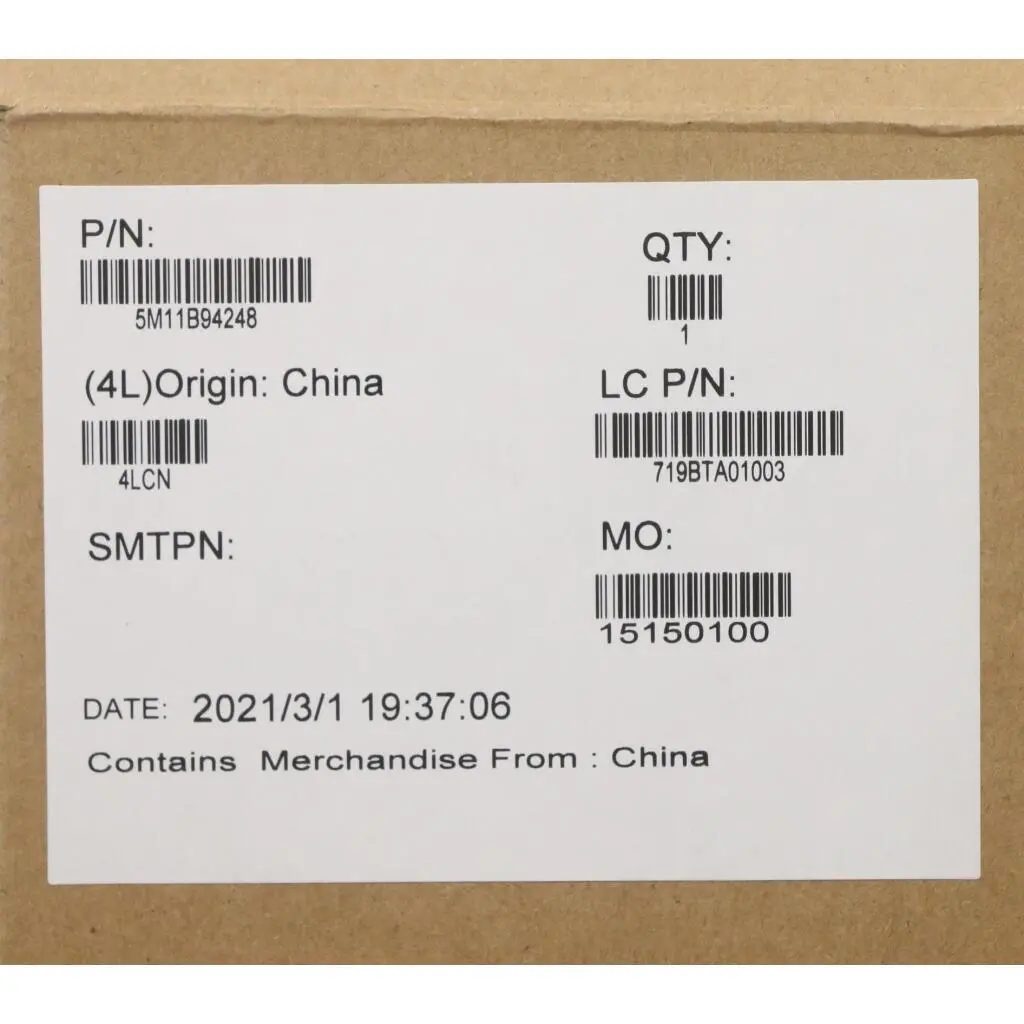 P/N:
5M11B94248
QTY:
1
(4L)Origin: China
4LCN
LC P/N:
719BTA01003
SMTPN:
MO:
15150100
DATE: 2021/3/1 19:37:06
Contains Merchandise From : China